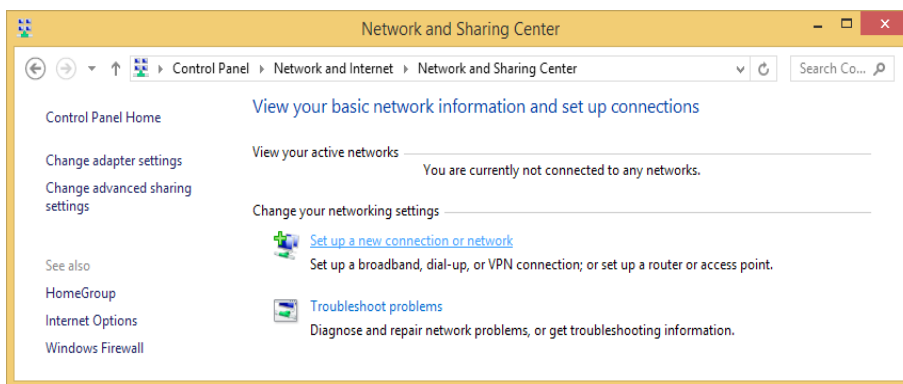 Network and Sharing Center
Control Panel Network and Internet Network and Sharing Center
Search Co...
Control Panel Home
Change adapter settings
Change advanced sharing
settings
See also
HomeGroup
Internet Options
Windows Firewall
View your basic network information and set up connections
View your active networks
You are currently not connected to any networks.
Change your networking settings
Set up a new connection or network
Set up a broadband, dial-up, or VPN connection; or set up a router or access point.
Troubleshoot problems
Diagnose and repair network problems, or get troubleshooting information.